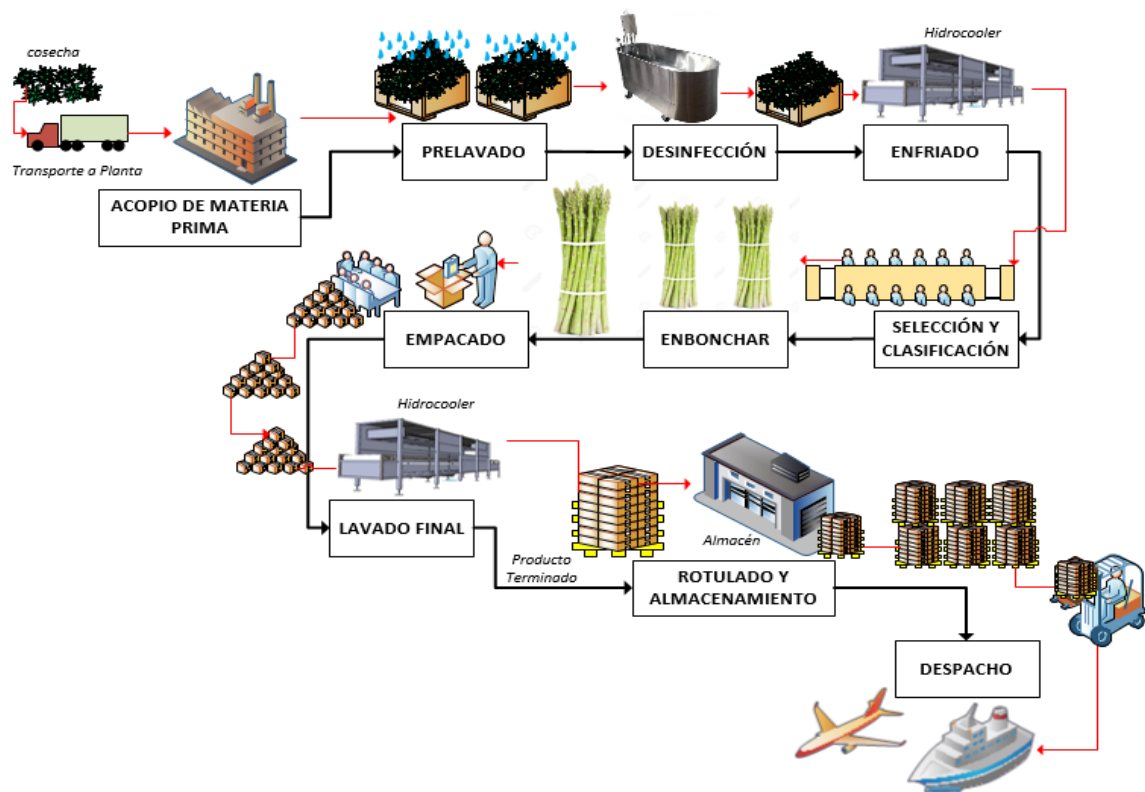 cosecha
Hidrocooler
Transporte a Planta
PRELAVADO
DESINFECCIÓN
ENFRIADO
ACOPIO DE MATERIA
PRIMA
EMPACADO
ENBONCHAR
SELECCIÓN Y
CLASIFICACIÓN
Hidrocooler
LAVADO FINAL
Producto
Terminado
Almacén
ROTULADO Y
ALMACENAMIENTO
DESPACHO